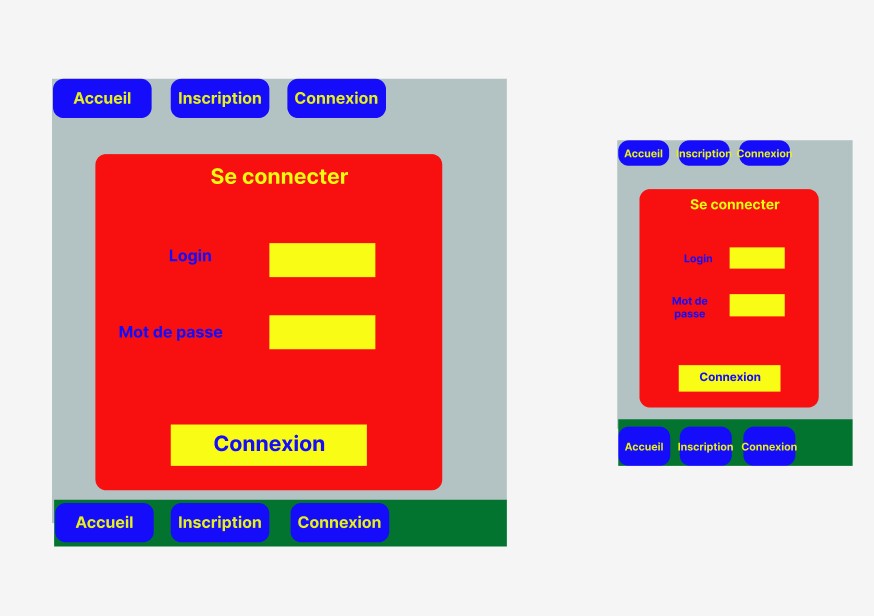 Accueil Inscription Connexion
Se connecter
Login
Mot de passe
Connexion
Accueil Inscription Connexion
Accueil Inscription Connexion
Se connecter
Login
Mot de
passe
Connexion
Accueil Inscription Connexion